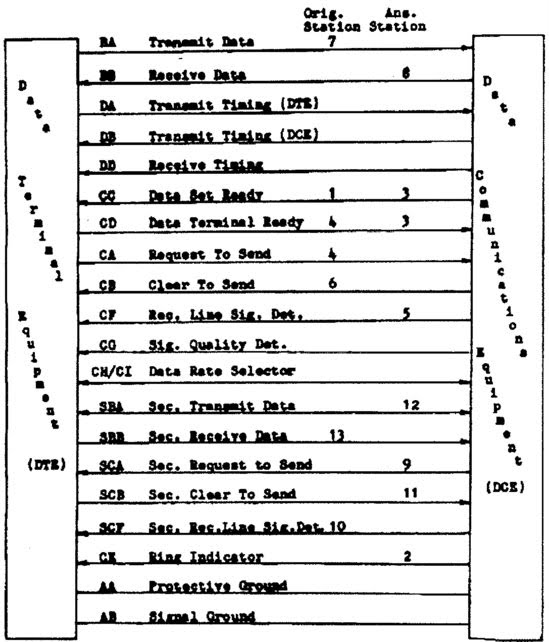 Orig. Ans.
Station Station
BA Transmit Data 7
BB Receive Data 8
DA Transmit Timing (DTE)
DB Transmit Timing (DCE)
DD Receive Timing
CC Data Set Ready 1 3
CD Data Terminal Ready 4 3
CA Request To Send 4
CB Clear To Send 6
CF Rec. Line Sig. Det. 5
CG Sig. Quality Det.
CH/CI Data Rate Selector
SBA Sec. Transmit Data 12
SBB Sec. Receive Data 13
SCA Sec. Request to Send 9
SCB Sec. Clear To Send 11
SCF Sec. Rec.Line Sig.Det. 10
CE Ring Indicator 2
AA Protective Ground
AB Signal Ground
Data
Terminal
Equipment
(DTE)
Data
Communications
Equipment
(DCE)